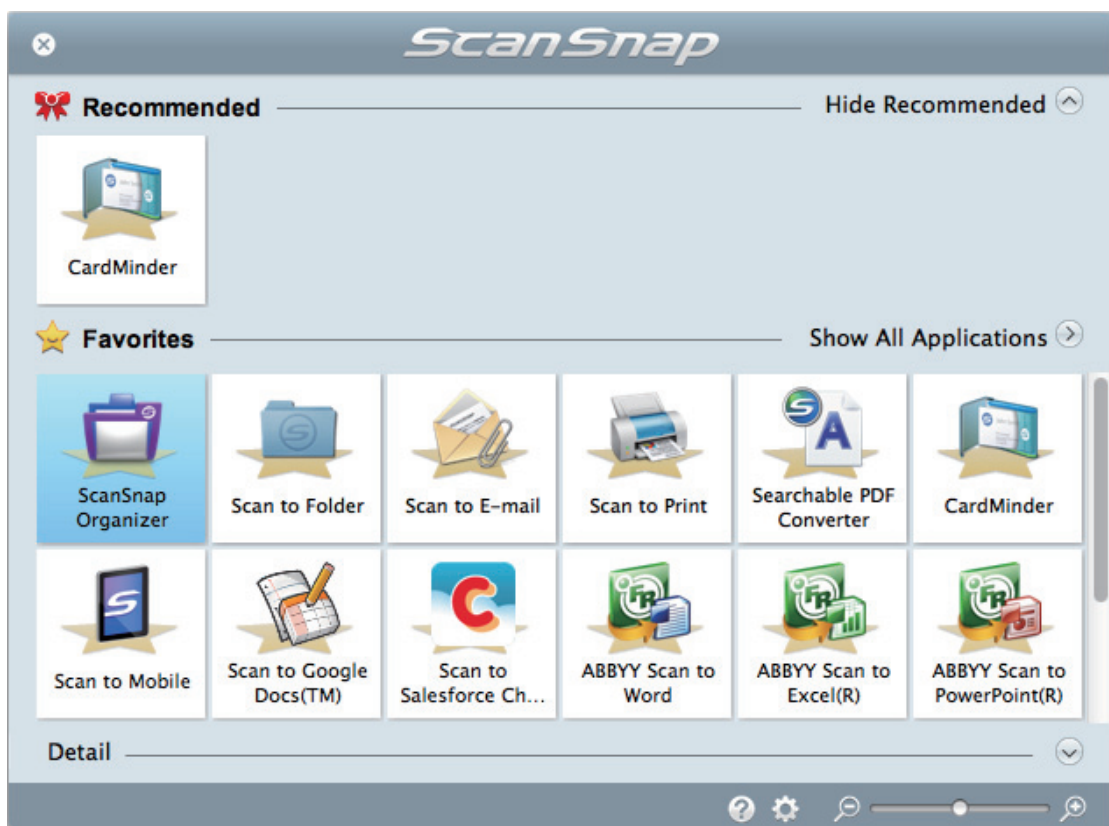 ScanSnap
Recommended
Hide Recommended
CardMinder
Favorites
Show All Applications
ScanSnap
Organizer
Scan to Folder
Scan to E-mail
Scan to Print
Searchable PDF
Converter
CardMinder
Scan to Mobile
Scan to Google
Docs(TM)
Scan to
Salesforce Ch...
ABBYY Scan to
Word
ABBYY Scan to
Excel(R)
ABBYY Scan to
PowerPoint(R)
Detail